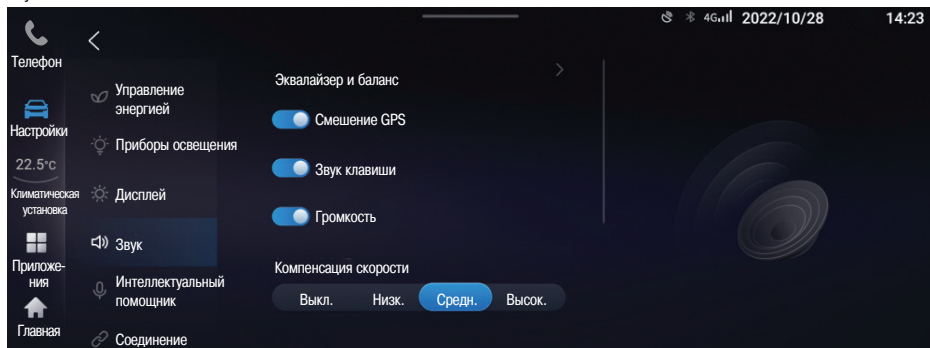 4G 2022/10/28 14:23
Телефон
Настройки
22.5°C
Климатическая
установка
Приложе-
ния
Главная
Управление
энергией
Приборы освещения
Дисплей
Звук
Интеллектуальный
помощник
Соединение
Эквалайзер и баланс
Смешение GPS
Звук клавиши
Громкость
Компенсация скорости
Выкл. Низк. Средн. Высок.